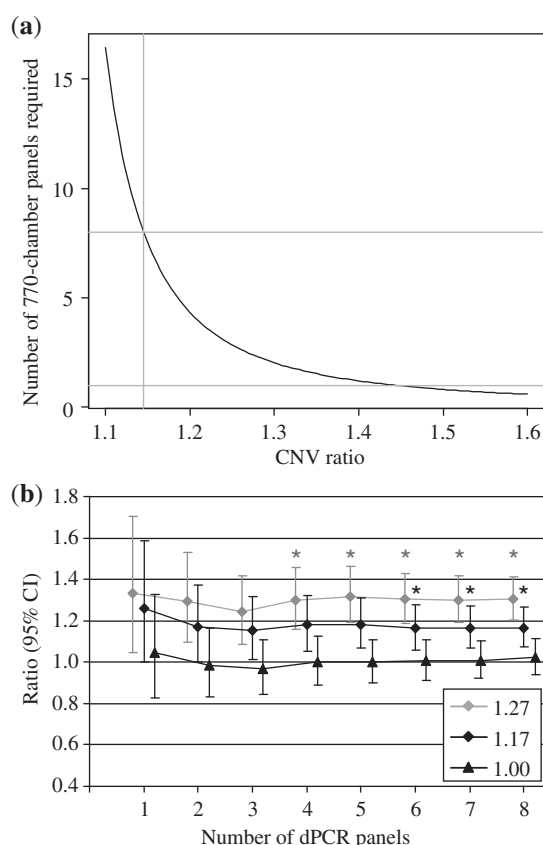 (a)
Number of 770-chamber panels required
15
10
5
0
1.1 1.2 1.3 1.4 1.5 1.6
CNV ratio
(b)
Ratio (95% CI)
1.8
1.6
1.4
1.2
1.0
0.8
0.6
0.4
* * * * *
* * *
1.27
1.17
1.00
1 2 3 4 5 6 7 8
Number of dPCR panels